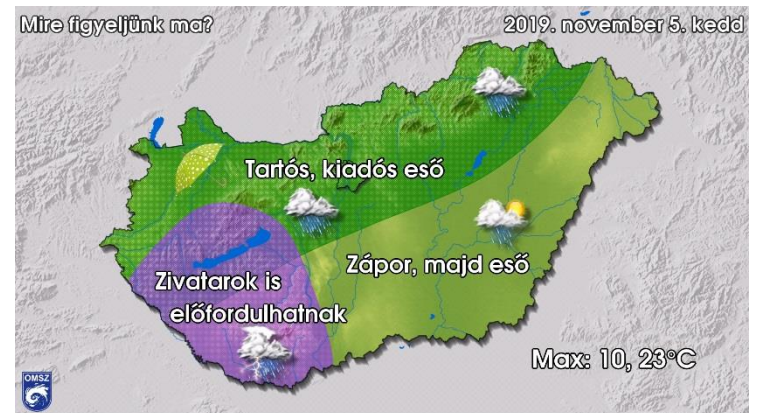 Mire figyeljünk ma?
2019. november 5. kedd
Tartós, kiadós eső
Zápor, majd eső
Zivatarok is
előfordulhatnak
Max: 10, 23°C
OMSZ